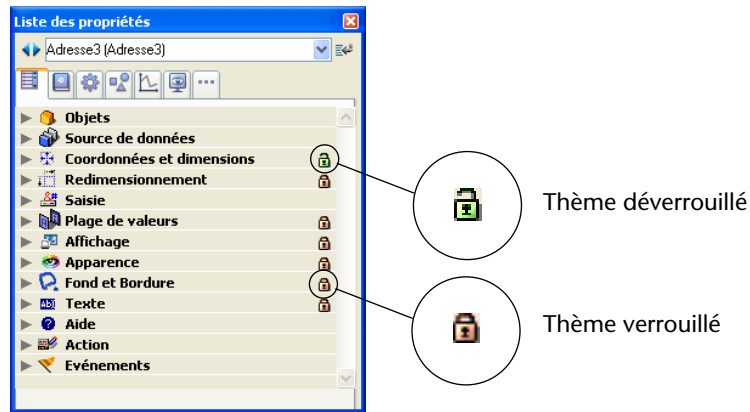 Liste des propriétés
Adresse3 (Adresse3)
Objets
Source de données
Coordonnées et dimensions
Redimensionnement
Saisie
Plage de valeurs
Affichage
Apparence
Fond et Bordure
Texte
Aide
Action
Evénements
Thème déverrouillé
Thème verrouillé